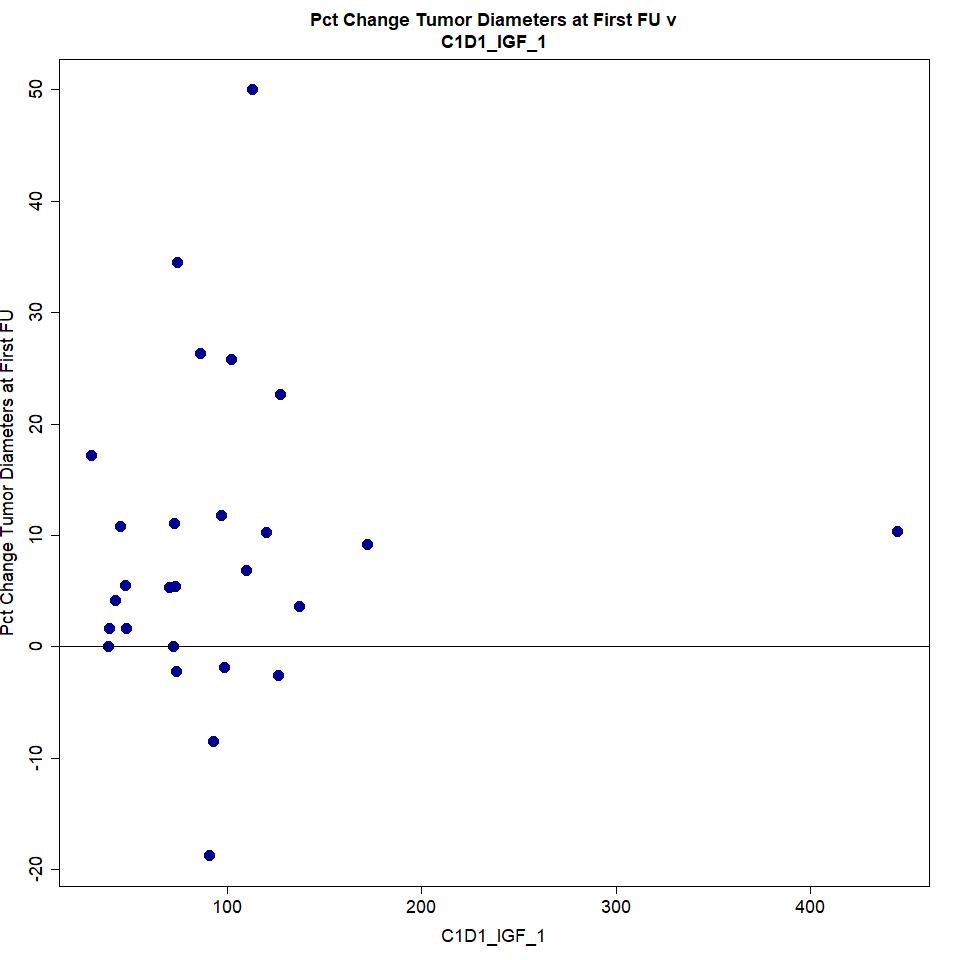 Pct Change Tumor Diameters at First FU v
C1D1_IGF_1
Pct Change Tumor Diameters at First FU
50
40
30
20
10
0
-10
-20
100 200 300 400
C1D1_IGF_1